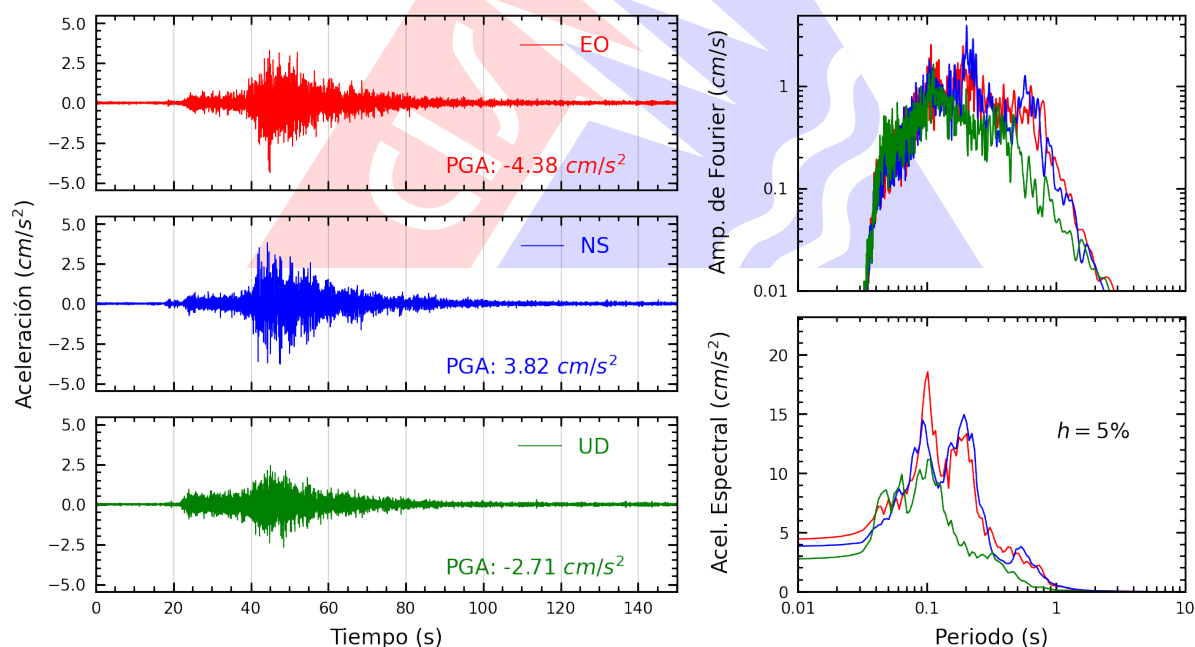 5.0
2.5
0.0
−2.5
−5.0
EO
PGA: -4.38 cm/s²
5.0
2.5
0.0
−2.5
−5.0
NS
PGA: 3.82 cm/s²
5.0
2.5
0.0
−2.5
−5.0
UD
PGA: -2.71 cm/s²
Aceleración (cm/s²)
0 20 40 60 80 100 120 140
Tiempo (s)
Amp. de Fourier (cm/s)
1
0.1
0.01
Acel. Espectral (cm/s²)
20
15
10
5
0
h = 5%
0.01 0.1 1 10
Periodo (s)